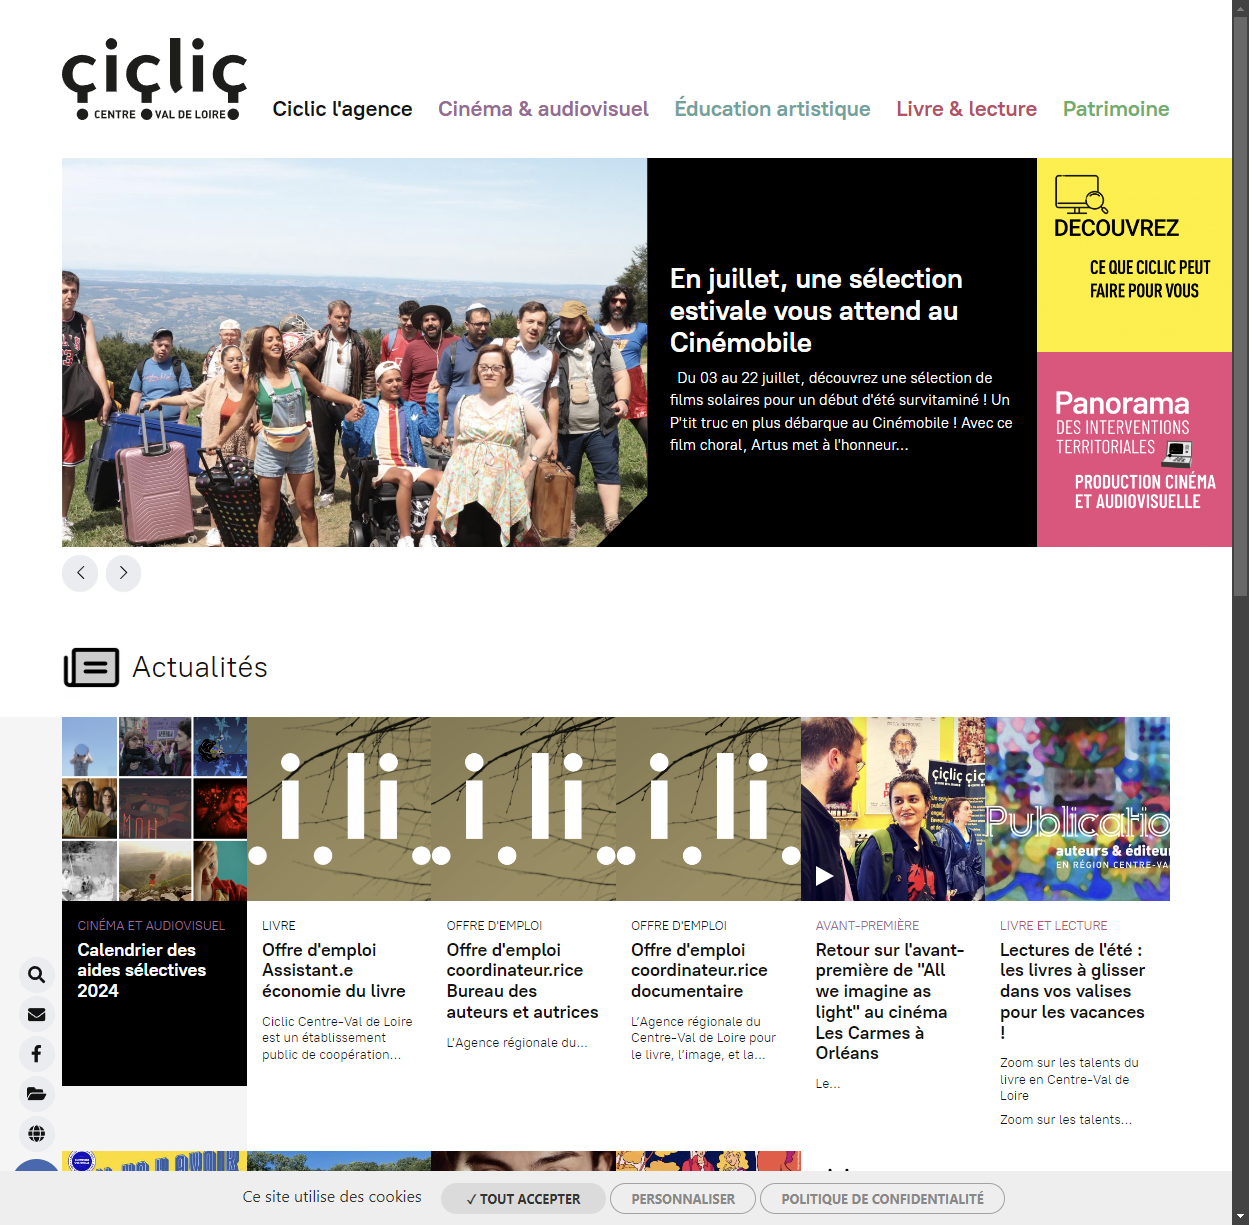 çiçliç
CENTRE VAL DE LOIRE
Ciclic l'agence
Cinéma & audiovisuel
Éducation artistique
Livre & lecture
Patrimoine
En juillet, une sélection
estivale vous attend au
Cinémobile
Du 03 au 22 juillet, découvrez une sélection de
films solaires pour un début d'été survitaminé ! Un
P'tit truc en plus débarque au Cinémobile ! Avec ce
film choral, Artus met à l'honneur...
DECOUVREZ
CE QUE CICLIC PEUT
FAIRE POUR VOUS
Panorama
DES INTERVENTIONS
TERRITORIALES
PRODUCTION CINÉMA
ET AUDIOVISUELLE
Actualités
CINÉMA ET AUDIOVISUEL
Calendrier des
aides sélectives
2024
LIVRE
Offre d'emploi
Assistant.e
économie du livre
Ciclic Centre-Val de Loire
est un établissement
public de coopération...
OFFRE D'EMPLOI
Offre d'emploi
coordinateur.rice
Bureau des
auteurs et autrices
L'Agence régionale du...
OFFRE D'EMPLOI
Offre d'emploi
coordinateur.rice
documentaire
L'Agence régionale du
Centre-Val de Loire pour
le livre, l'image, et la...
çiçliç
AVANT-PREMIÈRE
Retour sur l'avant-
première de "All
we imagine as
light" au cinéma
Les Carmes à
Orléans
Le...
Publicatio
auteurs & éditeu
EN RÉGION CENTRE-VA
LIVRE ET LECTURE
Lectures de l'été :
les livres à glisser
dans vos valises
pour les vacances
!
Zoom sur les talents du
livre en Centre-Val de
Loire
Zoom sur les talents...
Ce site utilise des cookies
✓ TOUT ACCEPTER
PERSONNALISER
POLITIQUE DE CONFIDENTIALITÉ